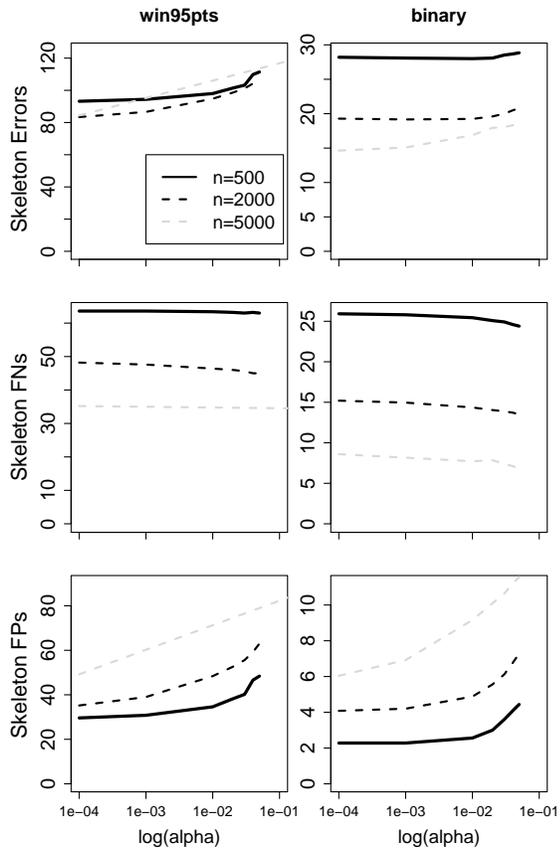 win95pts
binary
Skeleton Errors
0 40 80 120
n=500
n=2000
n=5000
0 5 10 15 20 30
Skeleton FNs
0 10 30 50
0 5 10 15 20 25
Skeleton FPs
0 20 40 60 80
0 2 4 6 8 10
1e−04 1e−03 1e−02 1e−01
1e−04 1e−03 1e−02 1e−01
log(alpha)
log(alpha)